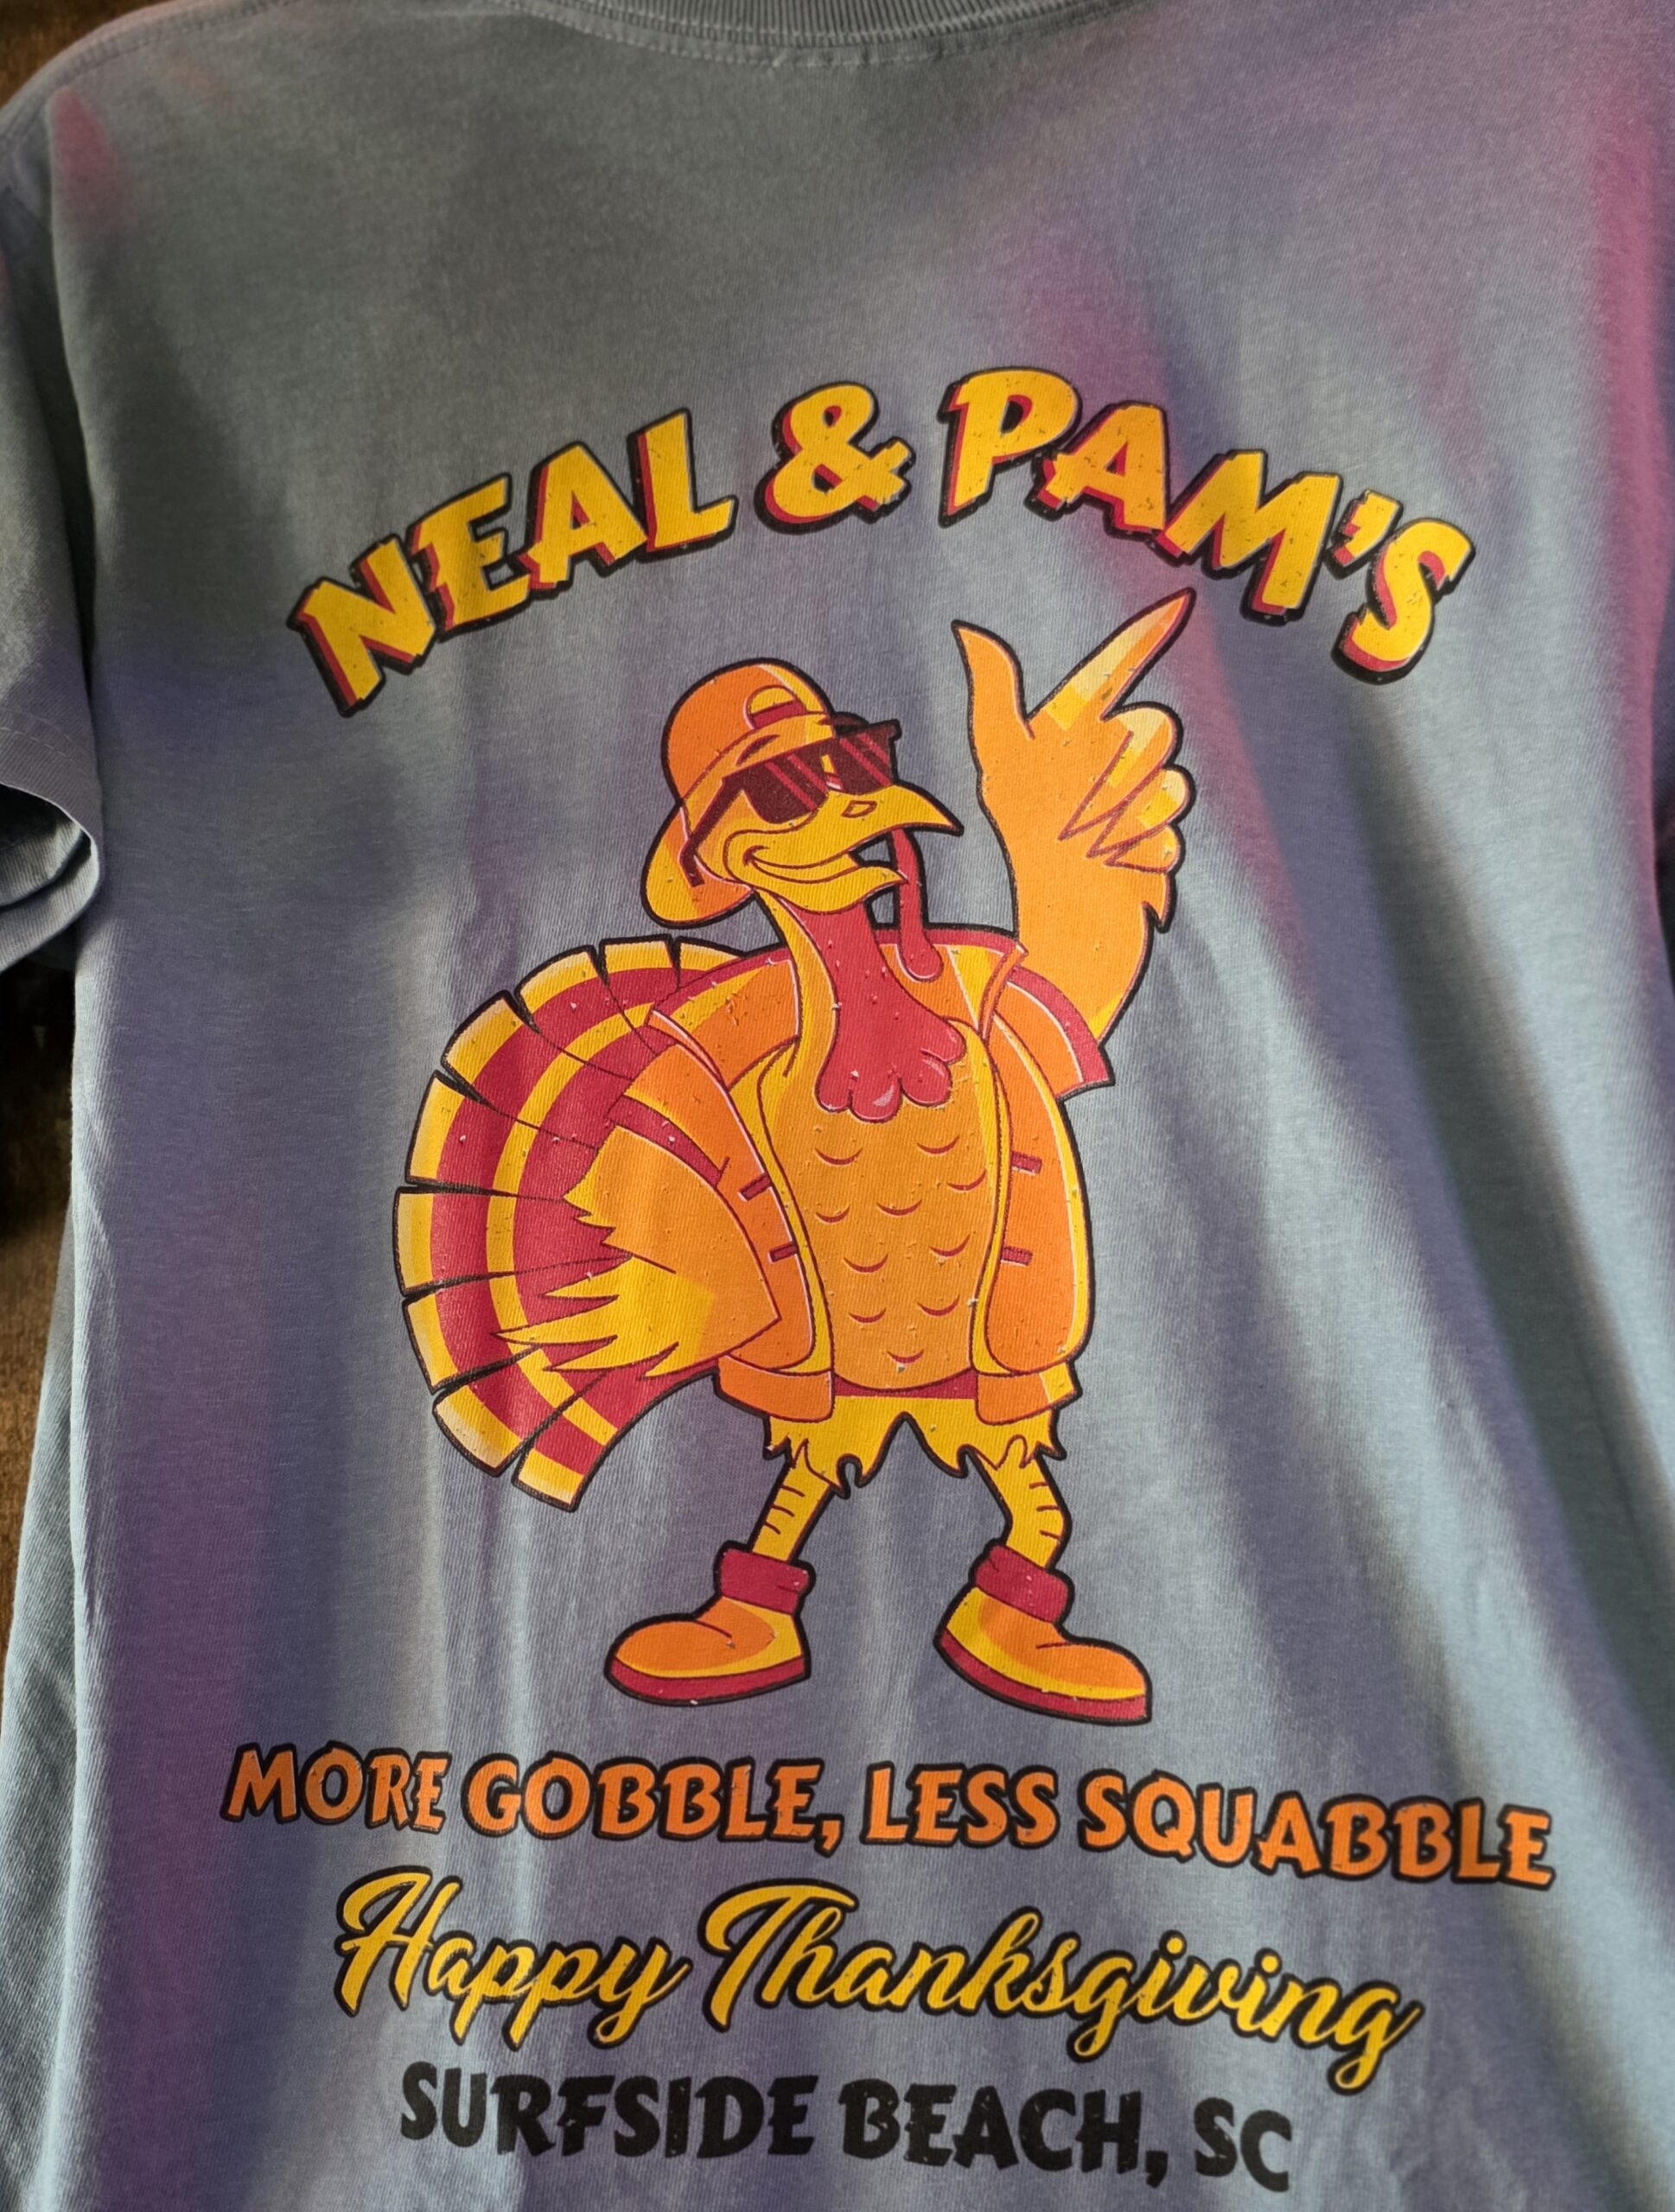 NEAL & PAM'S
MORE GOBBLE, LESS SQUABBLE
Happy Thanksgiving
SURFSIDE BEACH, SC